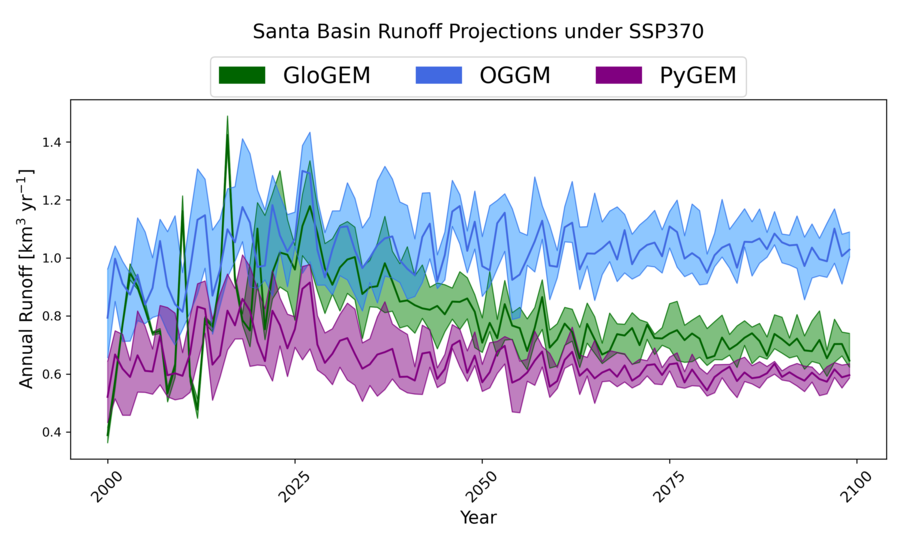 Santa Basin Runoff Projections under SSP370
GloGEM OGGM PyGEM
Annual Runoff [km³ yr⁻¹]
1.4
1.2
1.0
0.8
0.6
0.4
2000 2025 2050 2075 2100
Year